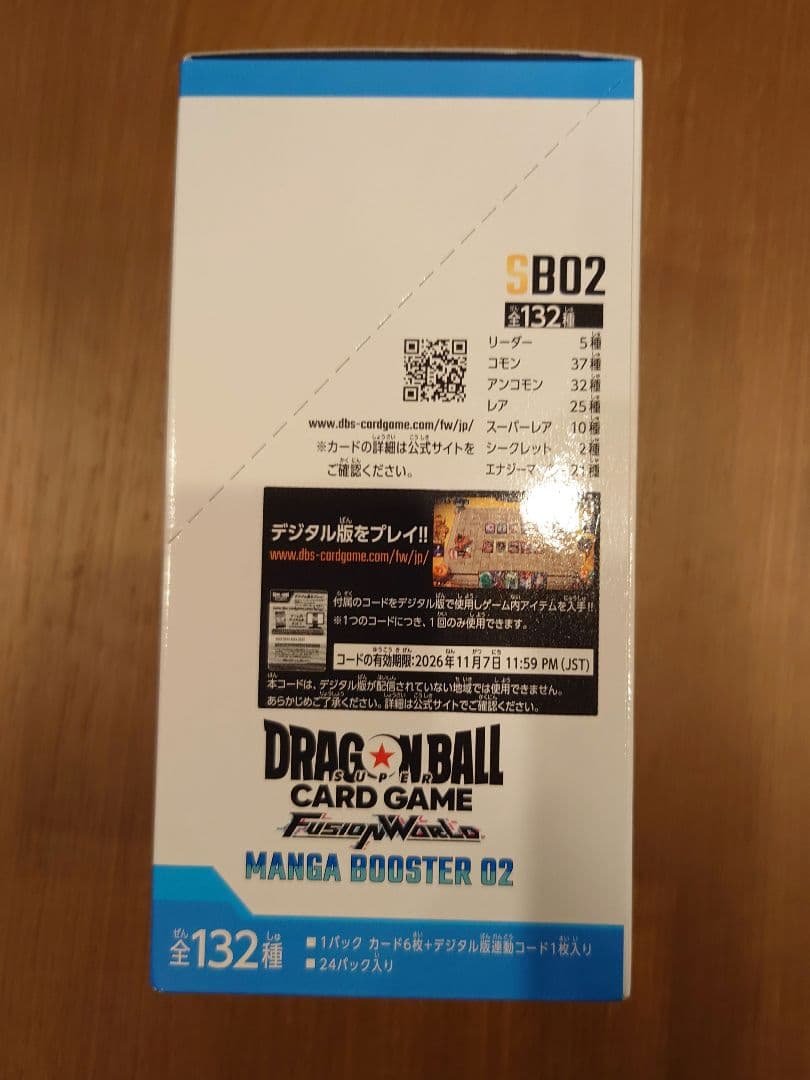 SB02
全132種
リーダー 5種
コモン 37種
アンコモン 32種
レア 25種
スーパーレア 10種
シークレット 2種
エナジーマ 21種
www.dbs-cardgame.com/fw/jp/
※カードの詳細は公式サイトを
ご確認ください。
デジタル版をプレイ!!
www.dbs-cardgame.com/fw/jp/
付属のコードをデジタル版で使用しゲーム内アイテムを入手!!
※1つのコードにつき、1回のみ使用できます。
コードの有効期限:2026年11月7日 11:59 PM (JST)
本コードは、デジタル版が配信されていない地域では使用できません。
あらかじめご了承ください。詳細は公式サイトでご確認ください。
DRAGON BALL
SUPER
CARD GAME
FUSION WORLD
MANGA BOOSTER 02
全132種
■1パック カード6枚+デジタル版連動コード1枚入り
■24パック入り